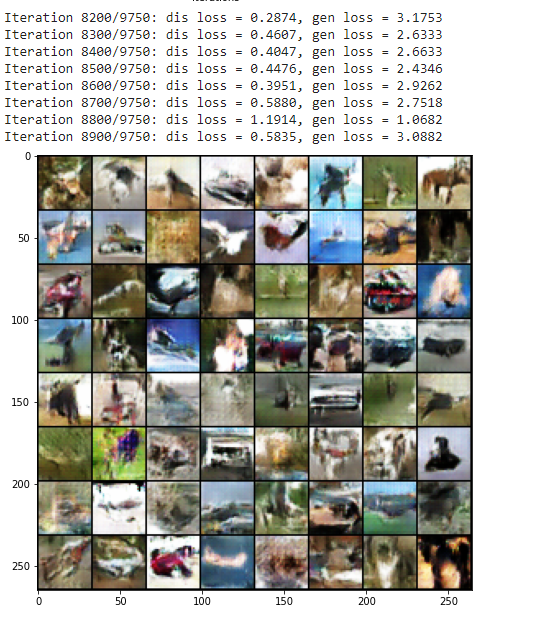 Iteration 8200/9750: dis loss = 0.2874, gen loss = 3.1753
Iteration 8300/9750: dis loss = 0.4607, gen loss = 2.6333
Iteration 8400/9750: dis loss = 0.4047, gen loss = 2.6633
Iteration 8500/9750: dis loss = 0.4476, gen loss = 2.4346
Iteration 8600/9750: dis loss = 0.3951, gen loss = 2.9262
Iteration 8700/9750: dis loss = 0.5880, gen loss = 2.7518
Iteration 8800/9750: dis loss = 1.1914, gen loss = 1.0682
Iteration 8900/9750: dis loss = 0.5835, gen loss = 3.0882
0
50
100
150
200
250
0 50 100 150 200 250